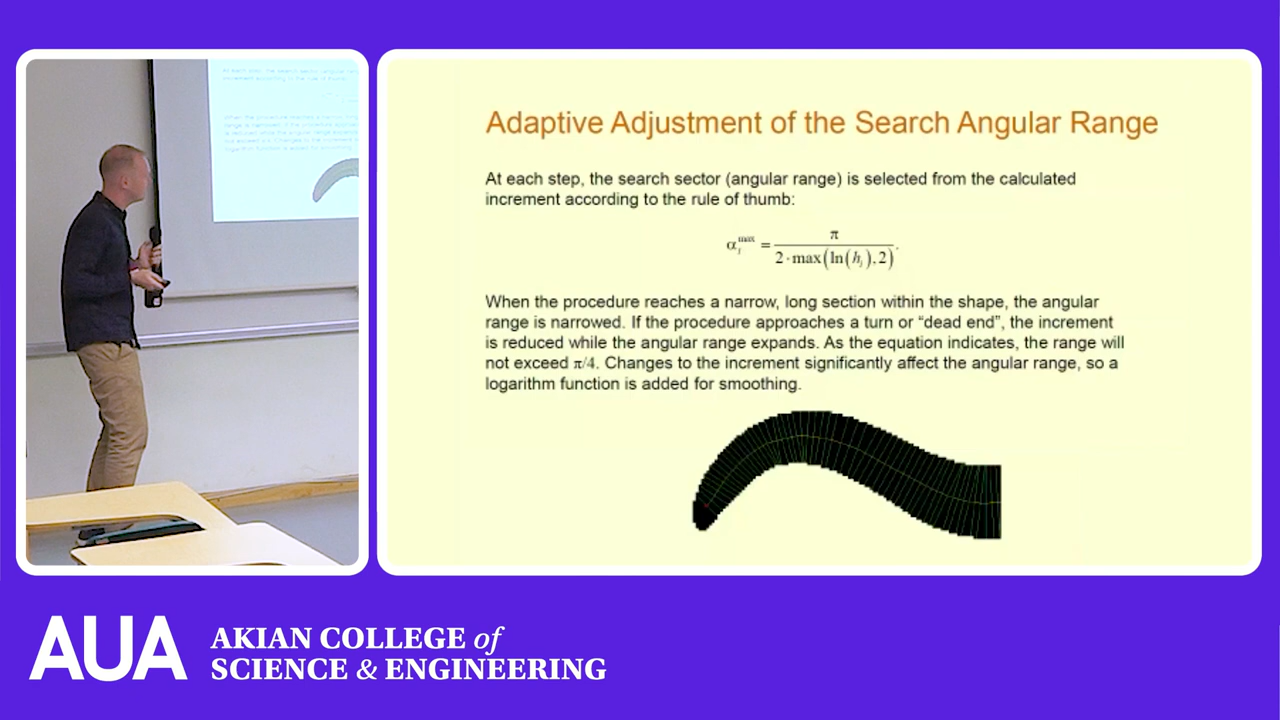 Adaptive Adjustment of the Search Angular Range
At each step, the search sector (angular range) is selected from the calculated
increment according to the rule of thumb:
α_i^max = π / (2 · max(ln(h_i), 2)).
When the procedure reaches a narrow, long section within the shape, the angular
range is narrowed. If the procedure approaches a turn or “dead end”, the increment
is reduced while the angular range expands. As the equation indicates, the range will
not exceed π/4. Changes to the increment significantly affect the angular range, so a
logarithm function is added for smoothing.
AUA
AKIAN COLLEGE of
SCIENCE & ENGINEERING